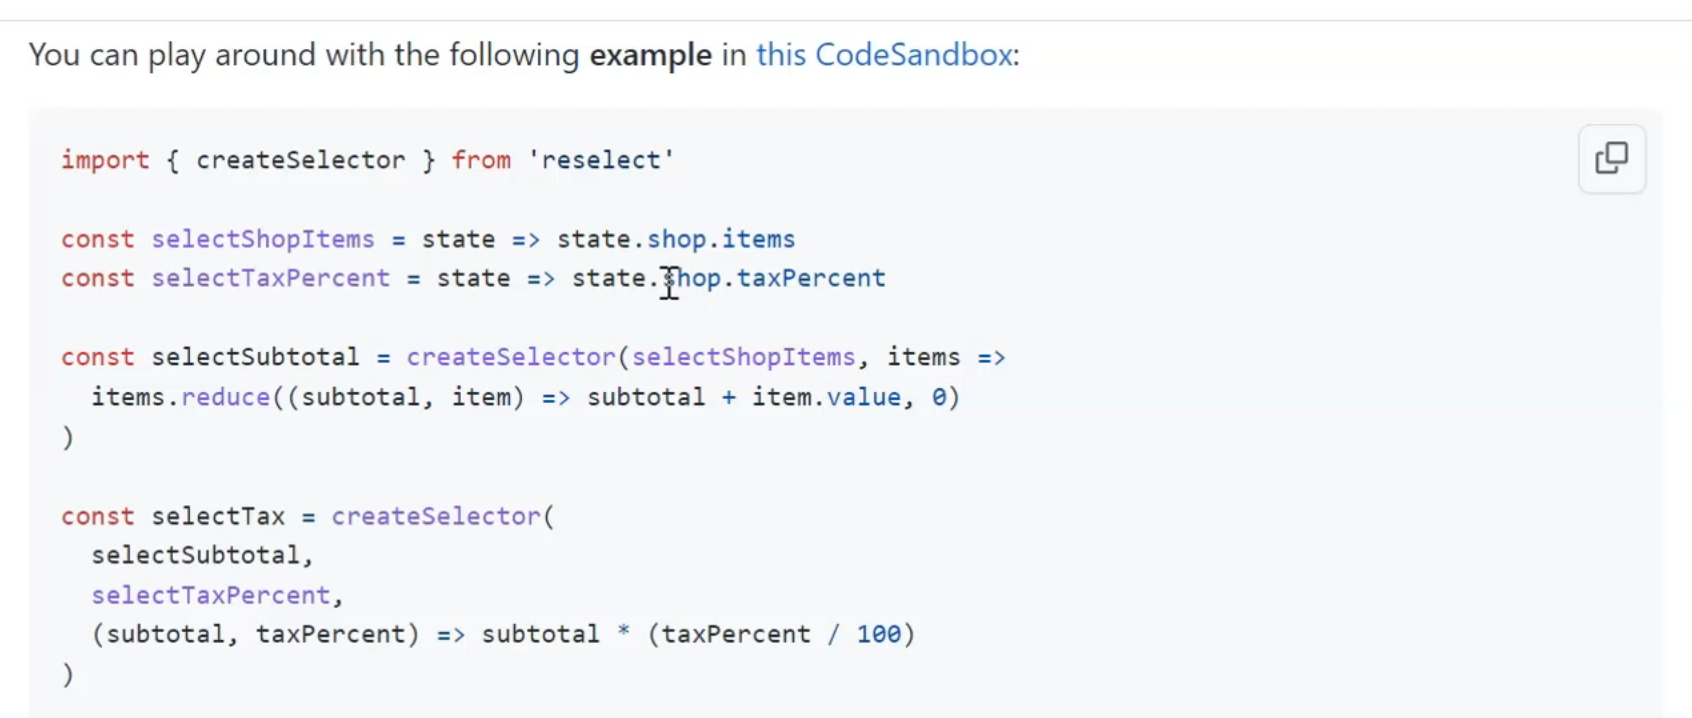 You can play around with the following example in this CodeSandbox:
import { createSelector } from 'reselect'
const selectShopItems = state => state.shop.items
const selectTaxPercent = state => state.shop.taxPercent
const selectSubtotal = createSelector(selectShopItems, items =>
items.reduce((subtotal, item) => subtotal + item.value, 0)
)
const selectTax = createSelector(
selectSubtotal,
selectTaxPercent,
(subtotal, taxPercent) => subtotal * (taxPercent / 100)
)